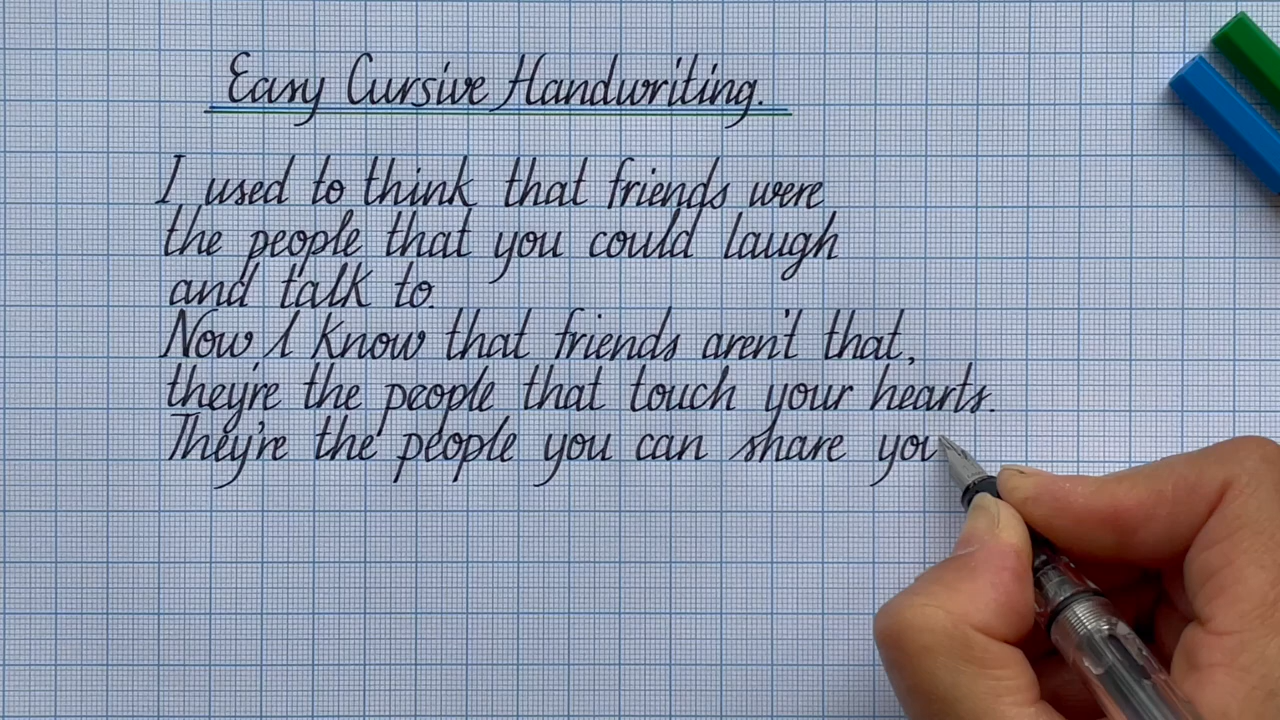 Easy Cursive Handwriting.
I used to think that friends were
the people that you could laugh
and talk to.
Now I know that friends aren't that,
they're the people that touch your hearts.
They're the people you can share you